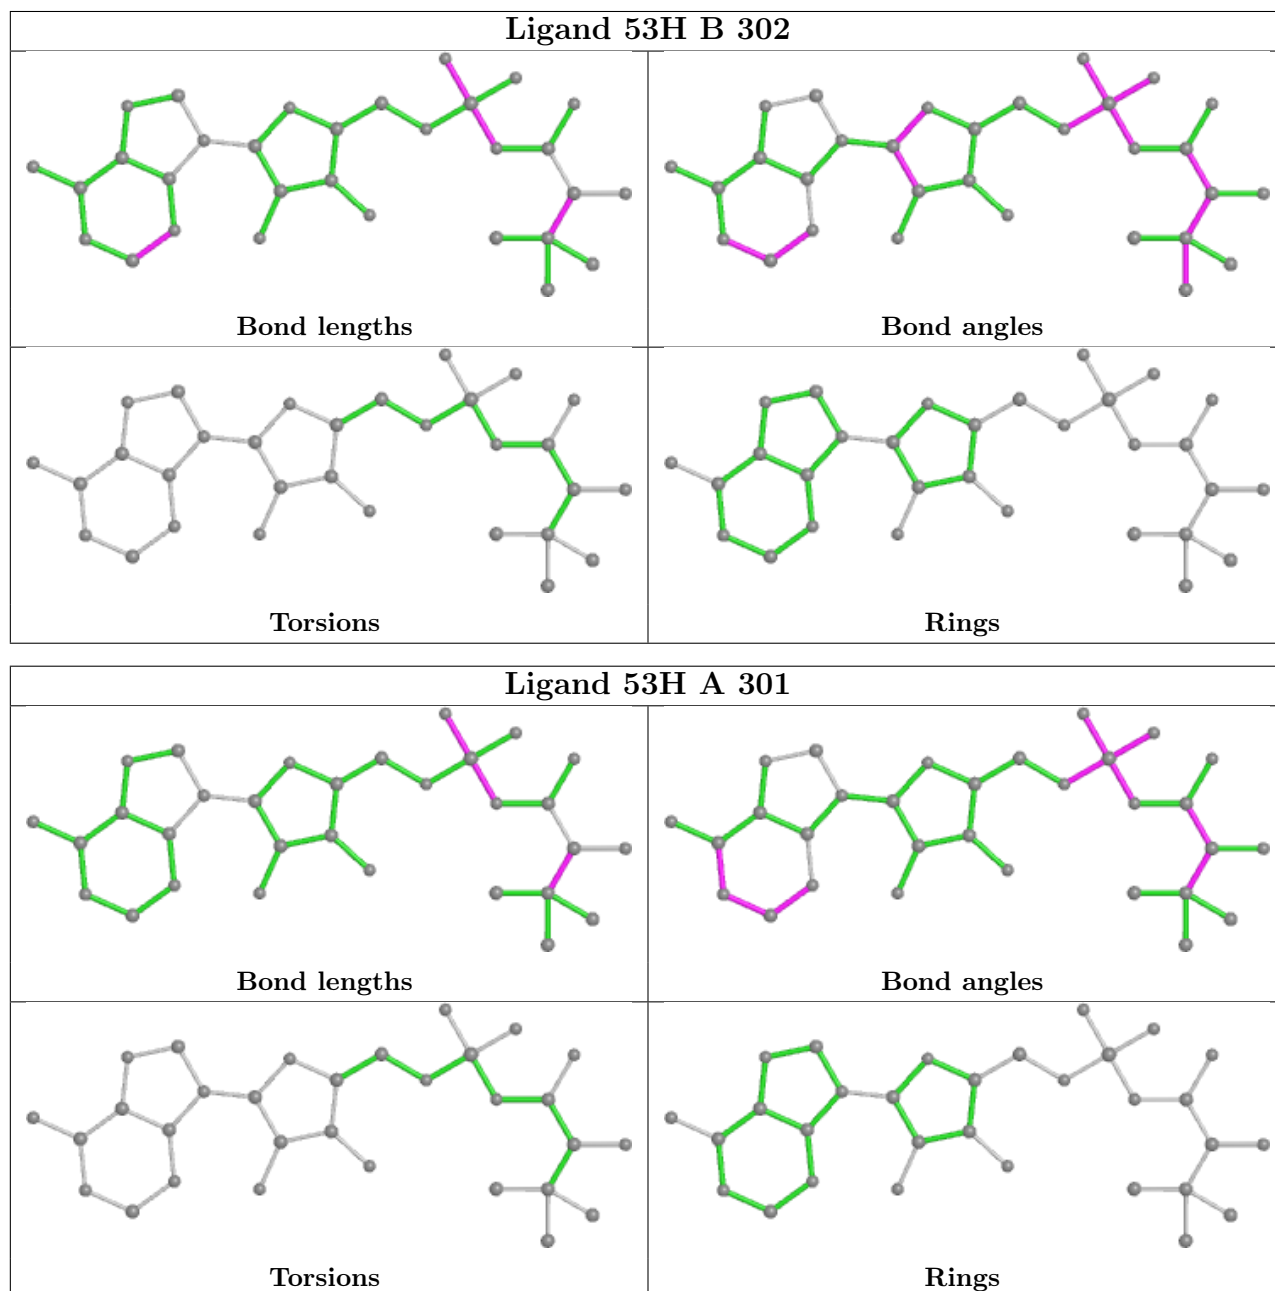 Ligand 53H B 302
Bond lengths
Bond angles
Torsions
Rings
Ligand 53H A 301
Bond lengths
Bond angles
Torsions
Rings